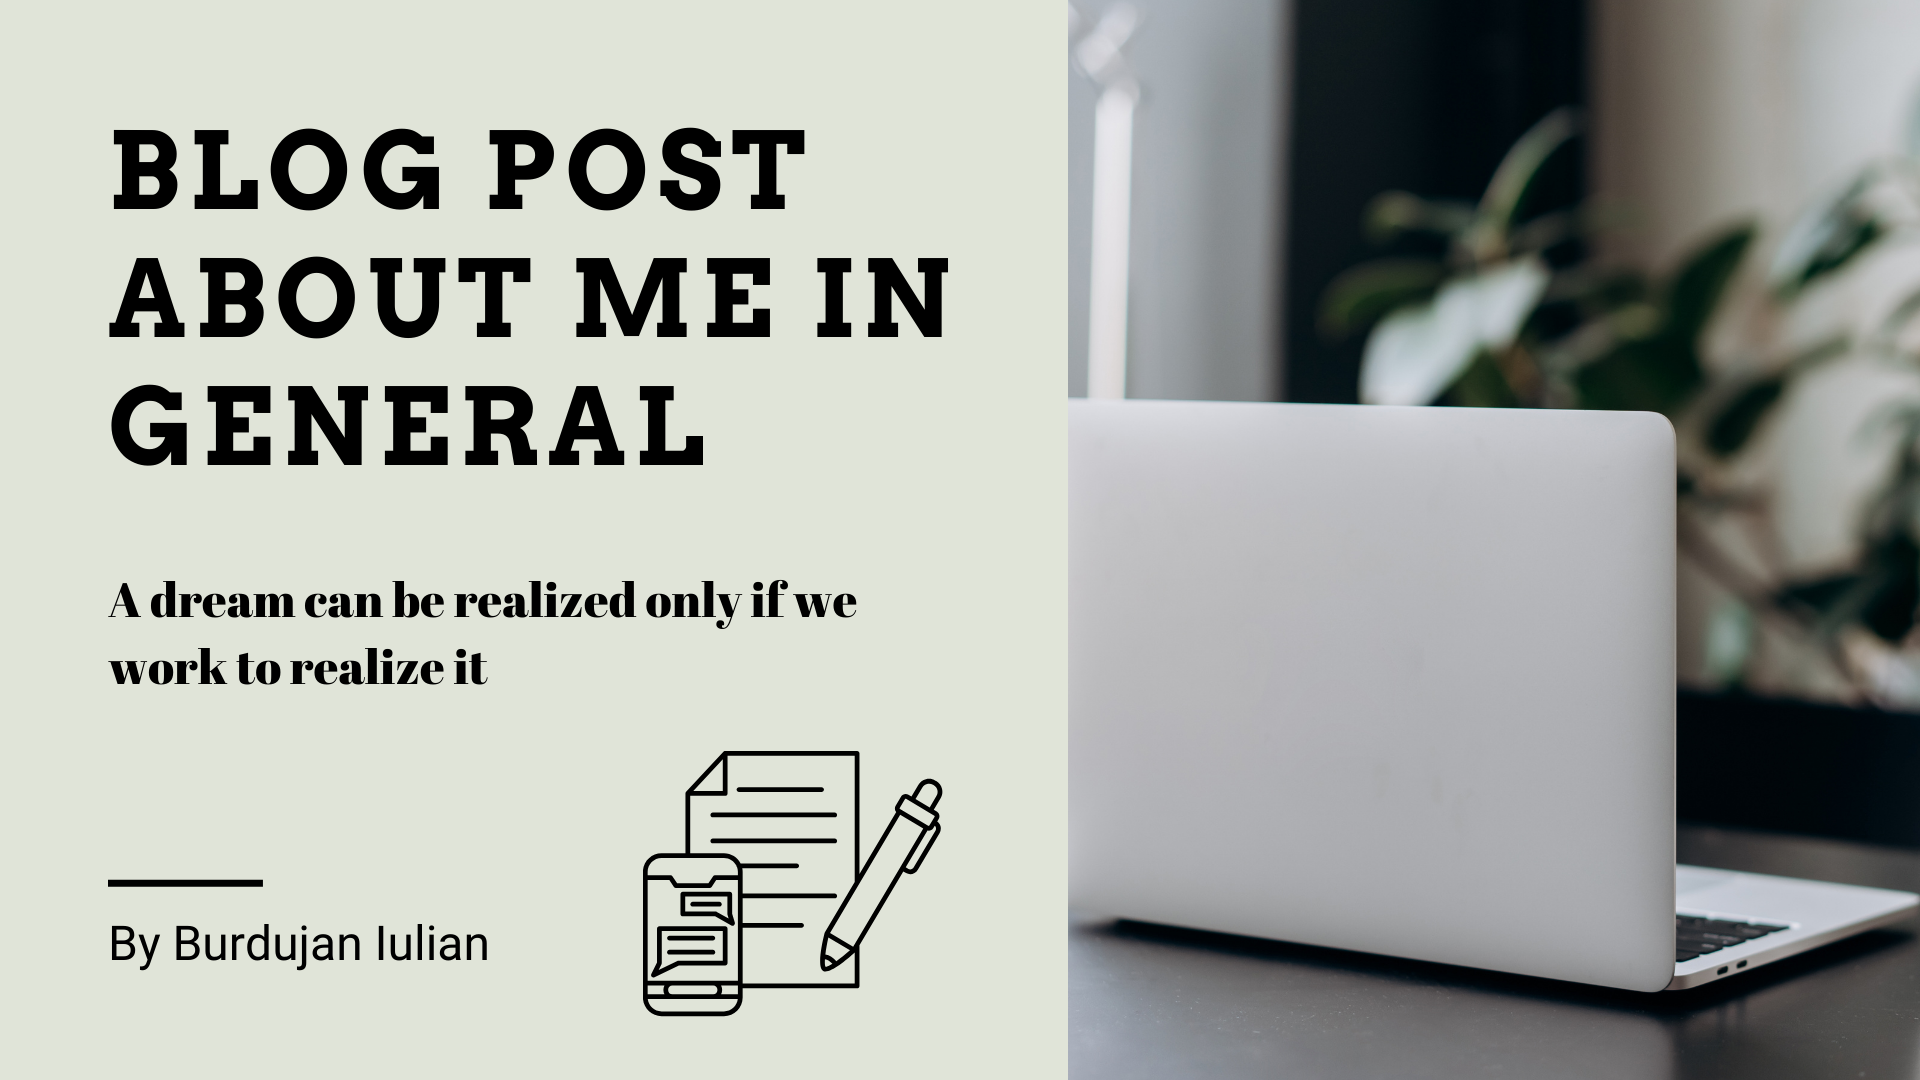 BLOG POST
ABOUT ME IN
GENERAL
A dream can be realized only if we
work to realize it
By Burdujan Iulian